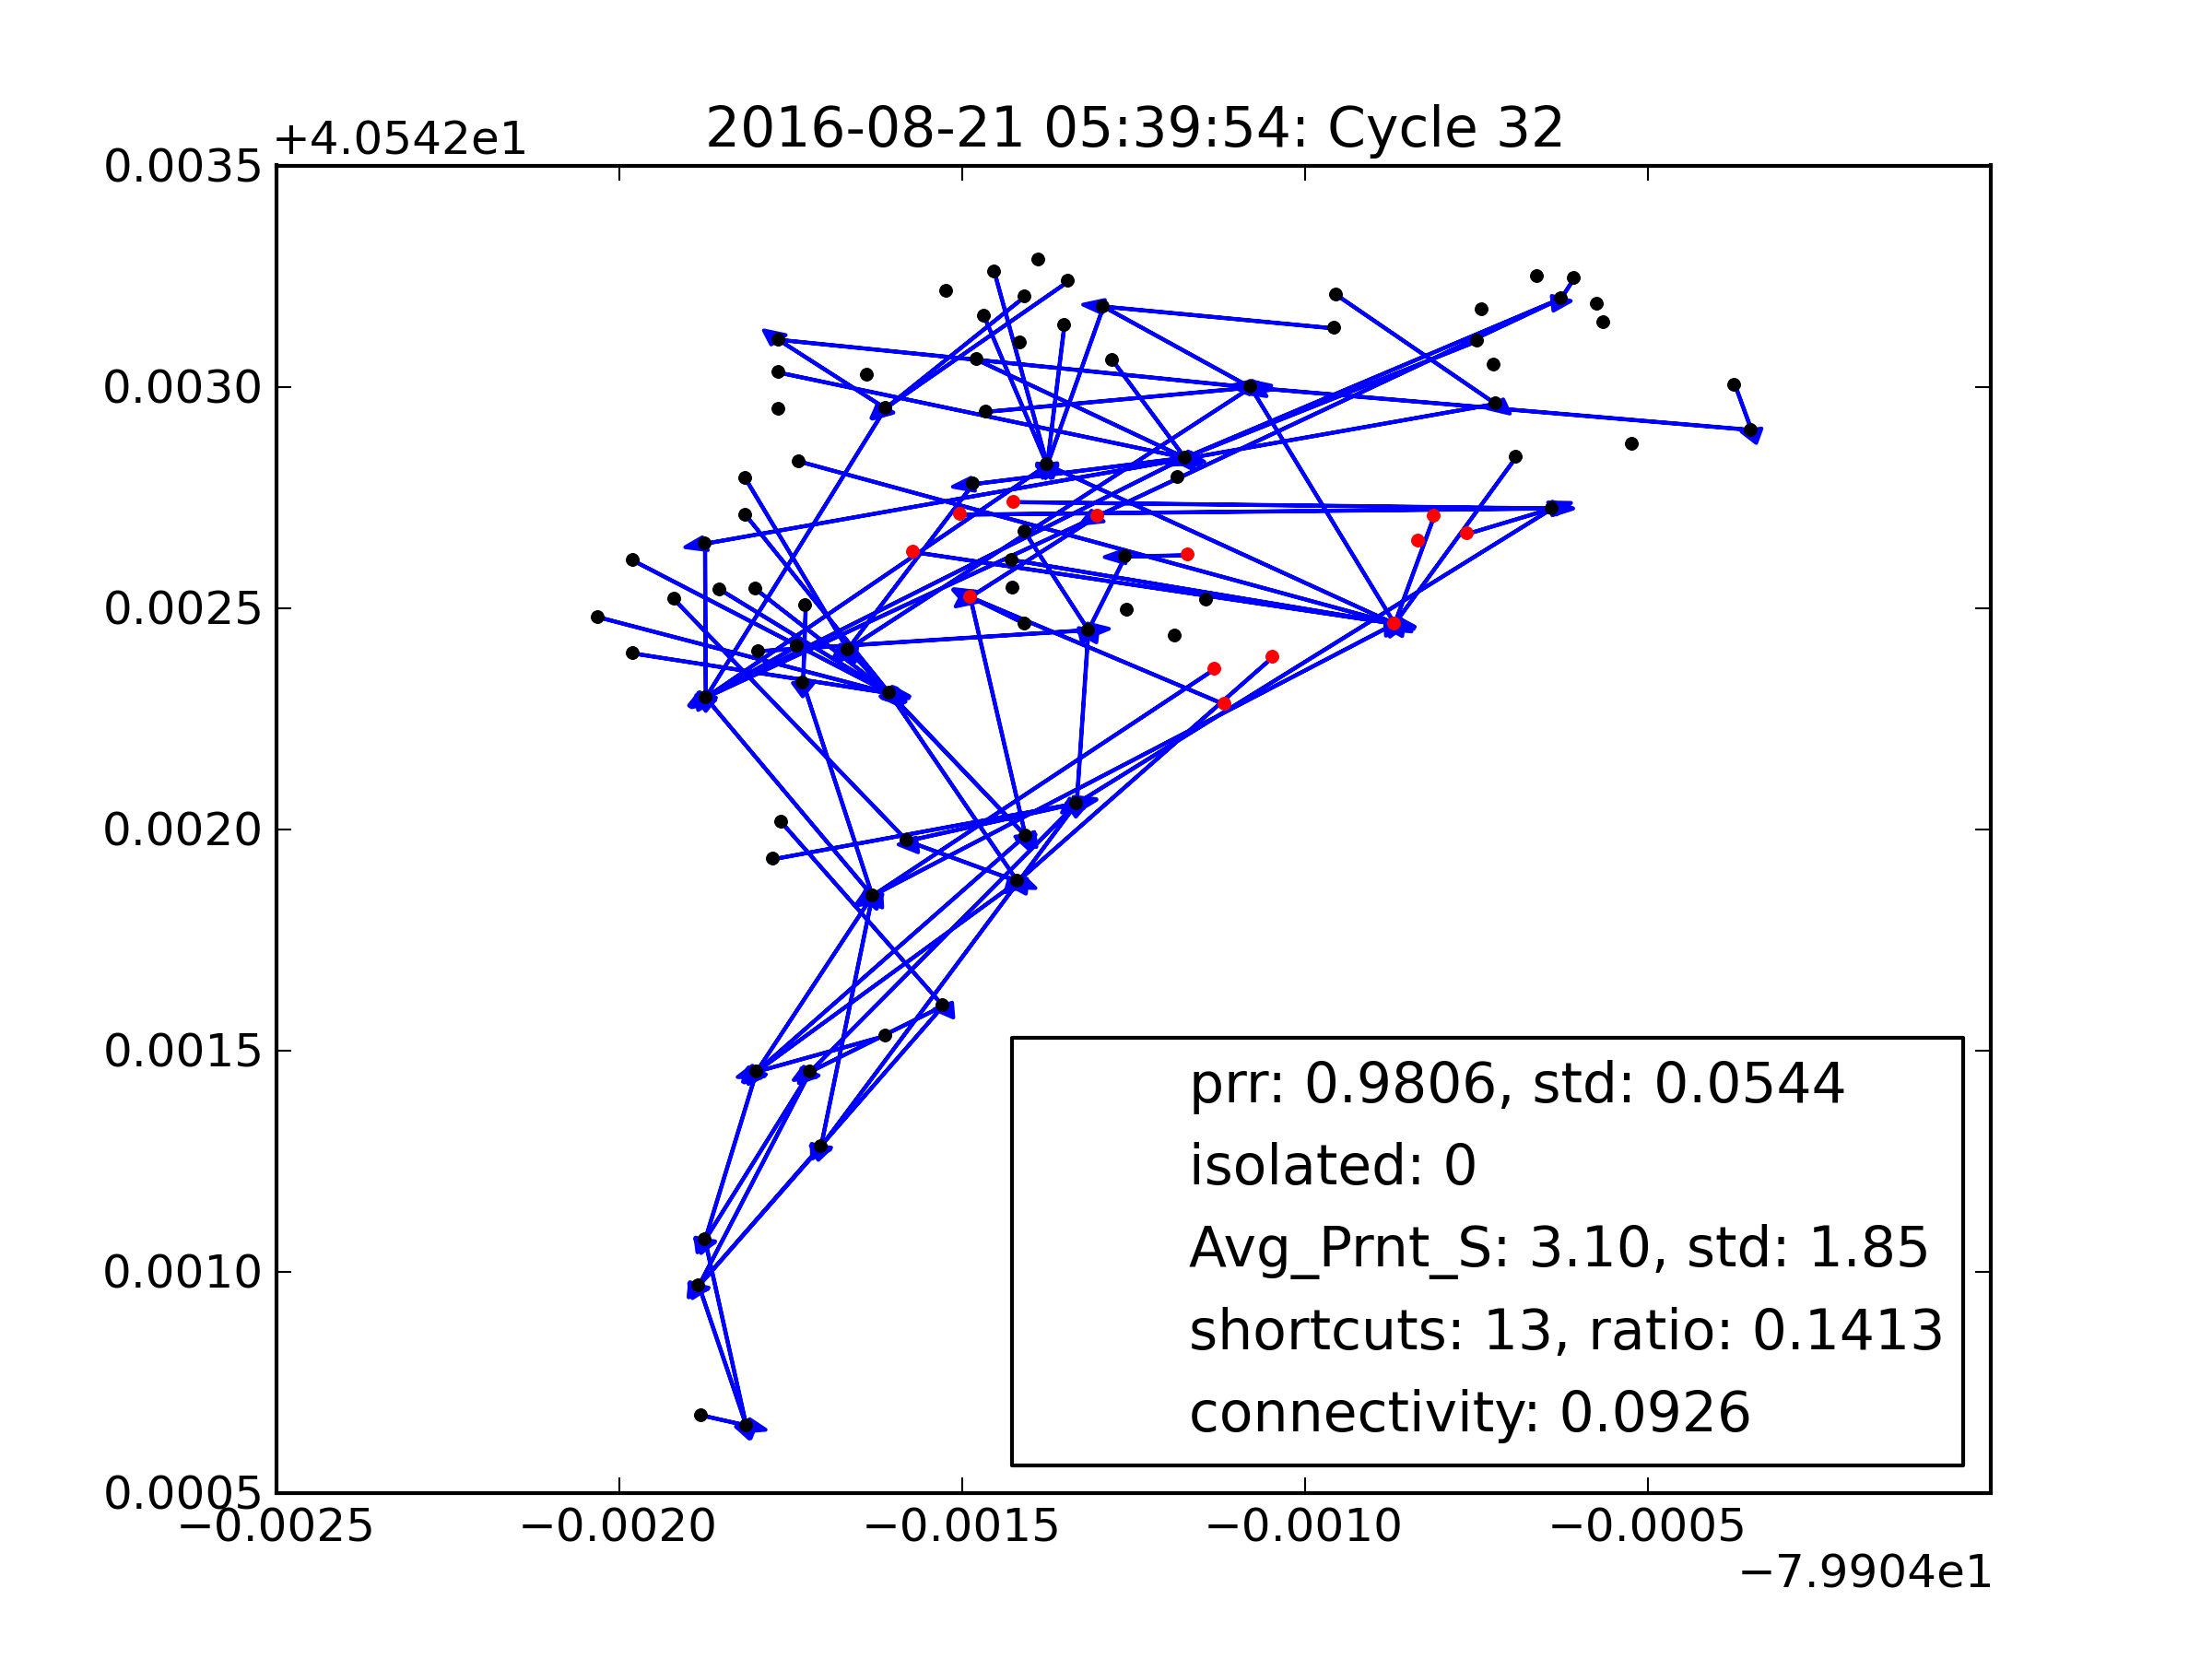 2016-08-21 05:39:54: Cycle 32
+4.0542e1
0.0035
0.0030
0.0025
0.0020
0.0015
0.0010
0.0005
prr: 0.9806, std: 0.0544
isolated: 0
Avg_Prnt_S: 3.10, std: 1.85
shortcuts: 13, ratio: 0.1413
connectivity: 0.0926
−0.0025 −0.0020 −0.0015 −0.0010 −0.0005
−7.9904e1